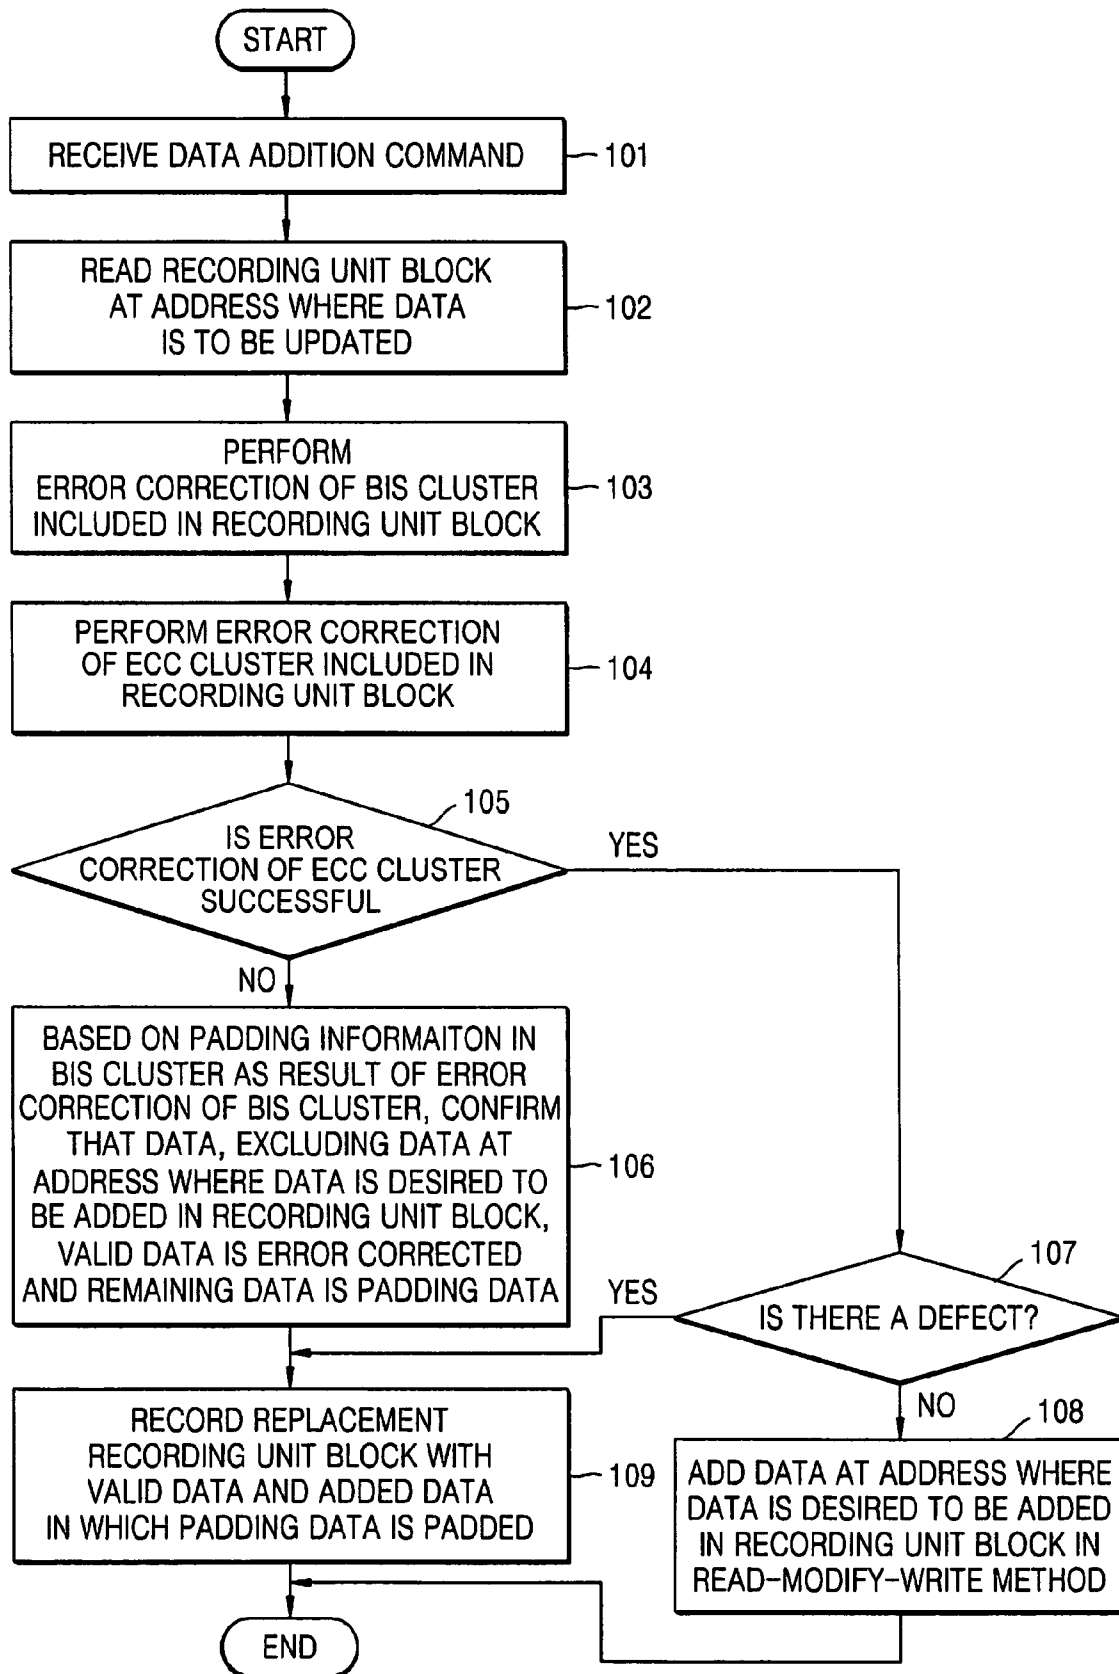 START
RECEIVE DATA ADDITION COMMAND
101
READ RECORDING UNIT BLOCK
AT ADDRESS WHERE DATA
IS TO BE UPDATED
102
PERFORM
ERROR CORRECTION OF BIS CLUSTER
INCLUDED IN RECORDING UNIT BLOCK
103
PERFORM ERROR CORRECTION
OF ECC CLUSTER INCLUDED IN
RECORDING UNIT BLOCK
104
105
IS ERROR
CORRECTION OF ECC CLUSTER
SUCCESSFUL
YES
NO
BASED ON PADDING INFORMAITON IN
BIS CLUSTER AS RESULT OF ERROR
CORRECTION OF BIS CLUSTER, CONFIRM
THAT DATA, EXCLUDING DATA AT
ADDRESS WHERE DATA IS DESIRED TO
BE ADDED IN RECORDING UNIT BLOCK,
VALID DATA IS ERROR CORRECTED
AND REMAINING DATA IS PADDING DATA
106
107
IS THERE A DEFECT?
YES
NO
108
ADD DATA AT ADDRESS WHERE
DATA IS DESIRED TO BE ADDED
IN RECORDING UNIT BLOCK IN
READ-MODIFY-WRITE METHOD
RECORD REPLACEMENT
RECORDING UNIT BLOCK WITH
VALID DATA AND ADDED DATA
IN WHICH PADDING DATA IS PADDED
109
END